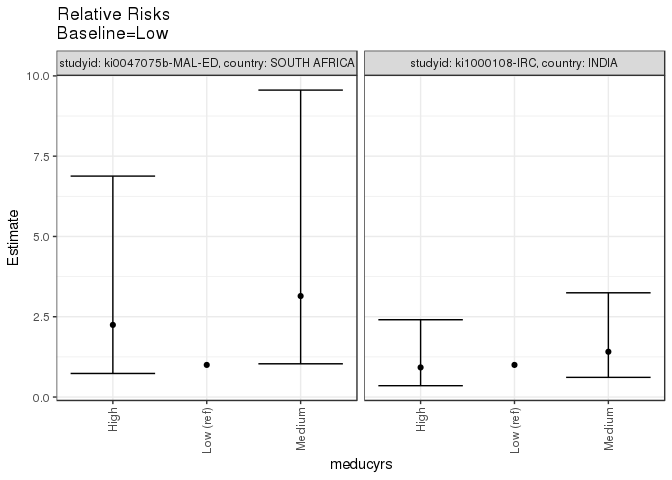 Relative Risks
Baseline=Low
studyid: ki0047075b-MAL-ED, country: SOUTH AFRICA
studyid: ki1000108-IRC, country: INDIA
10.0
7.5
5.0
2.5
0.0
Estimate
High
Low (ref)
Medium
High
Low (ref)
Medium
meducyrs